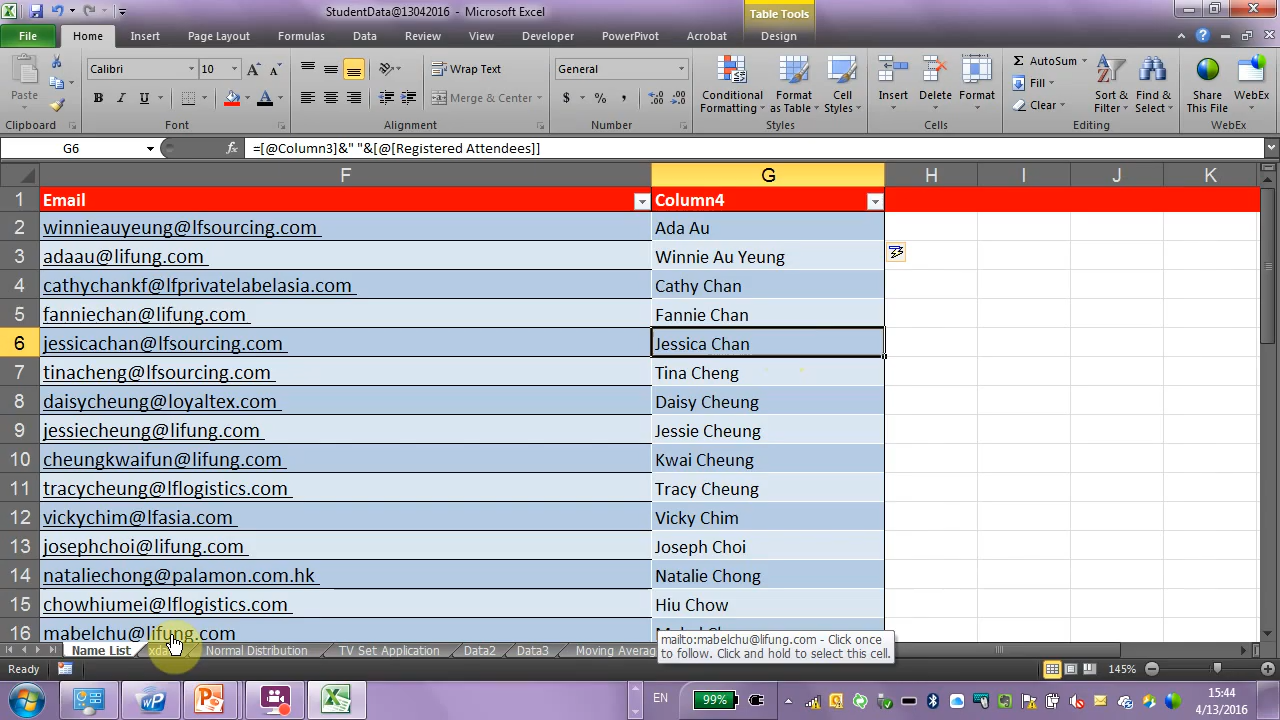 StudentData@13042016 - Microsoft Excel
Table Tools
File Home Insert Page Layout Formulas Data Review View Developer PowerPivot Acrobat Design
Paste
Calibri 10
Wrap Text
Merge & Center
General
Conditional Formatting
Format as Table
Cell Styles
Insert
Delete
Format
AutoSum
Fill
Clear
Sort & Filter
Find & Select
Share This File
WebEx
Clipboard Font Alignment Number Styles Cells Editing WebEx
G6 fx =[@Column3]&" "&[@[Registered Attendees]]
F G H I J K
1 Email Column4
2 winnieauyeung@lfsourcing.com Ada Au
3 adaau@lifung.com Winnie Au Yeung
4 cathychankf@lfprivatelabelasia.com Cathy Chan
5 fanniechan@lifung.com Fannie Chan
6 jessicachan@lfsourcing.com Jessica Chan
7 tinacheng@lfsourcing.com Tina Cheng
8 daisycheung@loyaltex.com Daisy Cheung
9 jessiecheung@lifung.com Jessie Cheung
10 cheungkwaifun@lifung.com Kwai Cheung
11 tracycheung@lflogistics.com Tracy Cheung
12 vickychim@lfasia.com Vicky Chim
13 josephchoi@lifung.com Joseph Choi
14 nataliechong@palamon.com.hk Natalie Chong
15 chowhiumei@lflogistics.com Hiu Chow
16 mabelchu@lifung.com
mailto:mabelchu@lifung.com - Click once
to follow. Click and hold to select this cell.
Name List Normal Distribution TV Set Application Data2 Data3 Moving Averag
Ready 145%
EN 99% 15:44
4/13/2016